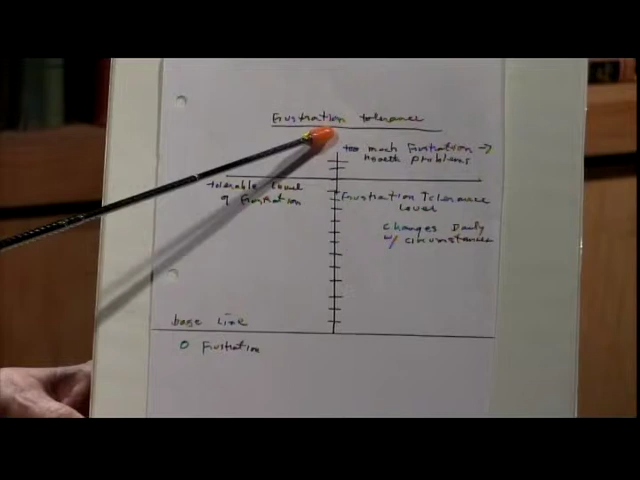 Frustration tolerance
too much Frustration →
Health problems
tolerable level
of Frustration
Frustration Tolerance
Level
Changes Daily
w/ circumstances
base line
0 Frustration